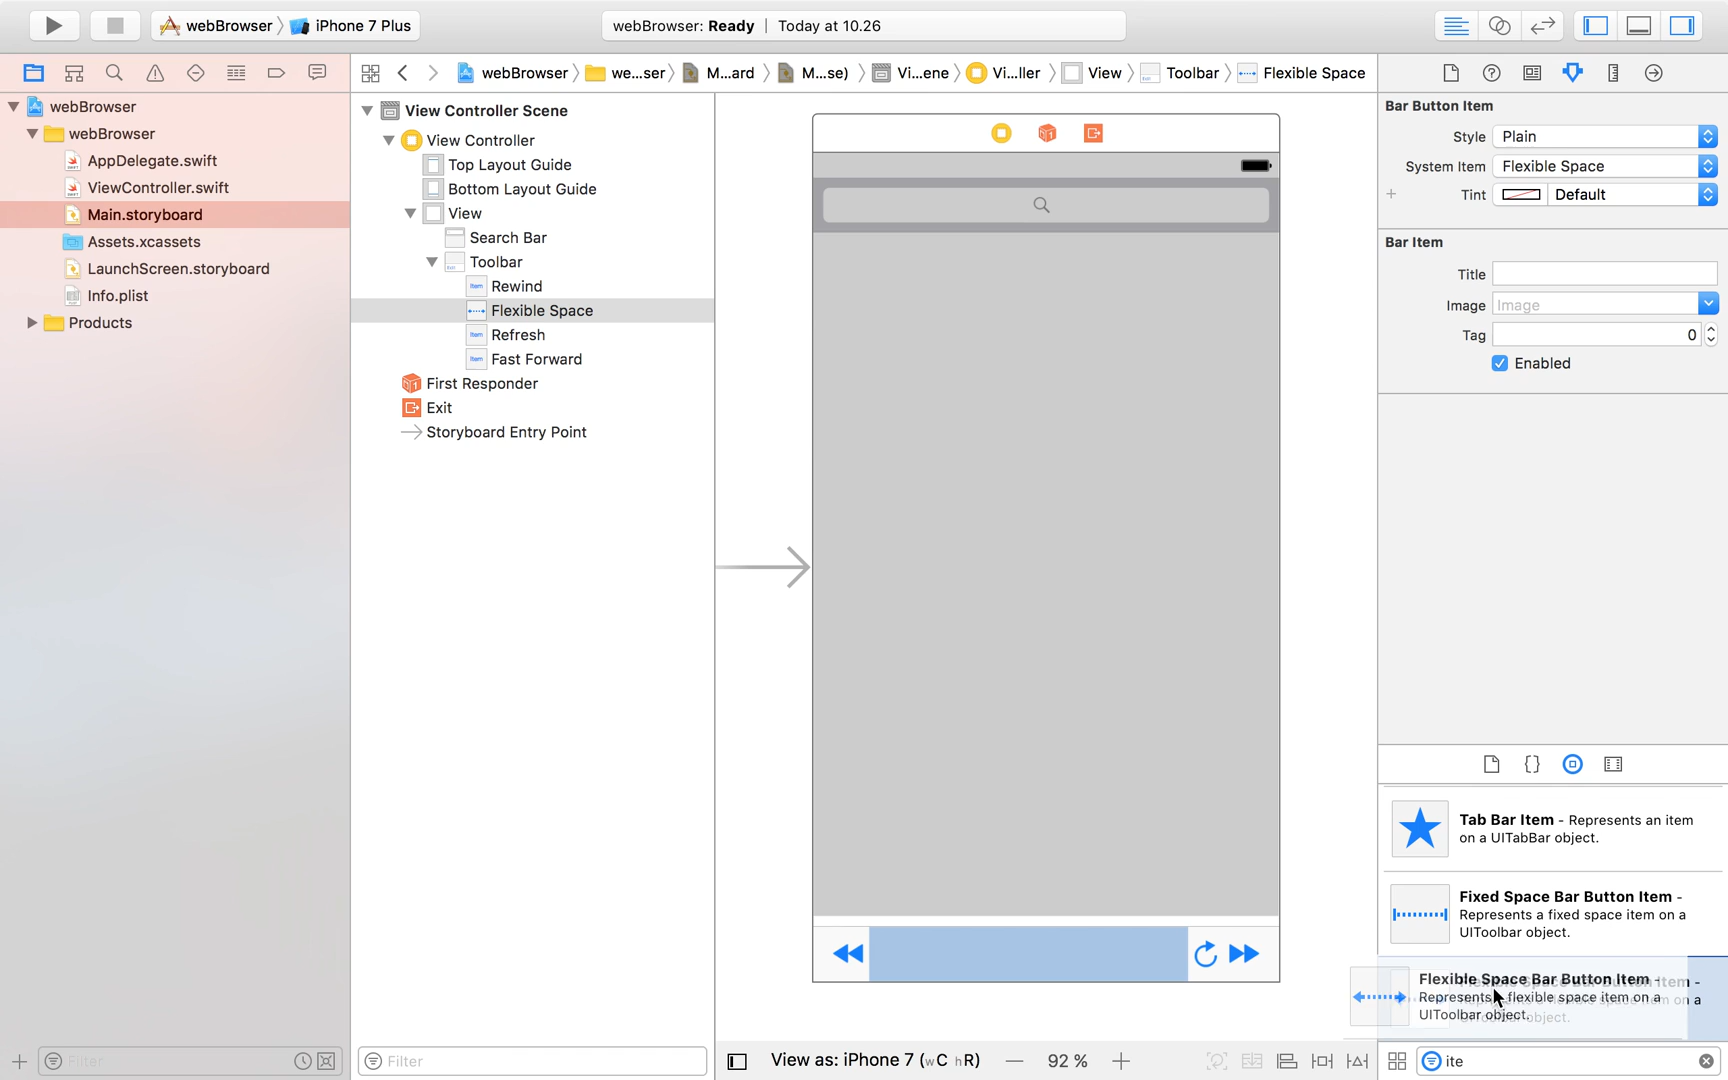 webBrowser
iPhone 7 Plus
webBrowser: Ready | Today at 10.26
webBrowser
we...ser
M...ard
M...se)
Vi...ene
Vi...ller
View
Toolbar
Flexible Space
webBrowser
webBrowser
AppDelegate.swift
ViewController.swift
Main.storyboard
Assets.xcassets
LaunchScreen.storyboard
Info.plist
Products
View Controller Scene
View Controller
Top Layout Guide
Bottom Layout Guide
View
Search Bar
Toolbar
Rewind
Flexible Space
Refresh
Fast Forward
First Responder
Exit
Storyboard Entry Point
Bar Button Item
Style Plain
System Item Flexible Space
Tint Default
Bar Item
Title
Image Image
Tag 0
Enabled
Tab Bar Item - Represents an item
on a UITabBar object.
Fixed Space Bar Button Item -
Represents a fixed space item on a
UIToolbar object.
Flexible Space Bar Button Item -
Represents flexible space item on a
UIToolbar object.
Filter
Filter
View as: iPhone 7 (wC hR)
92 %
ite